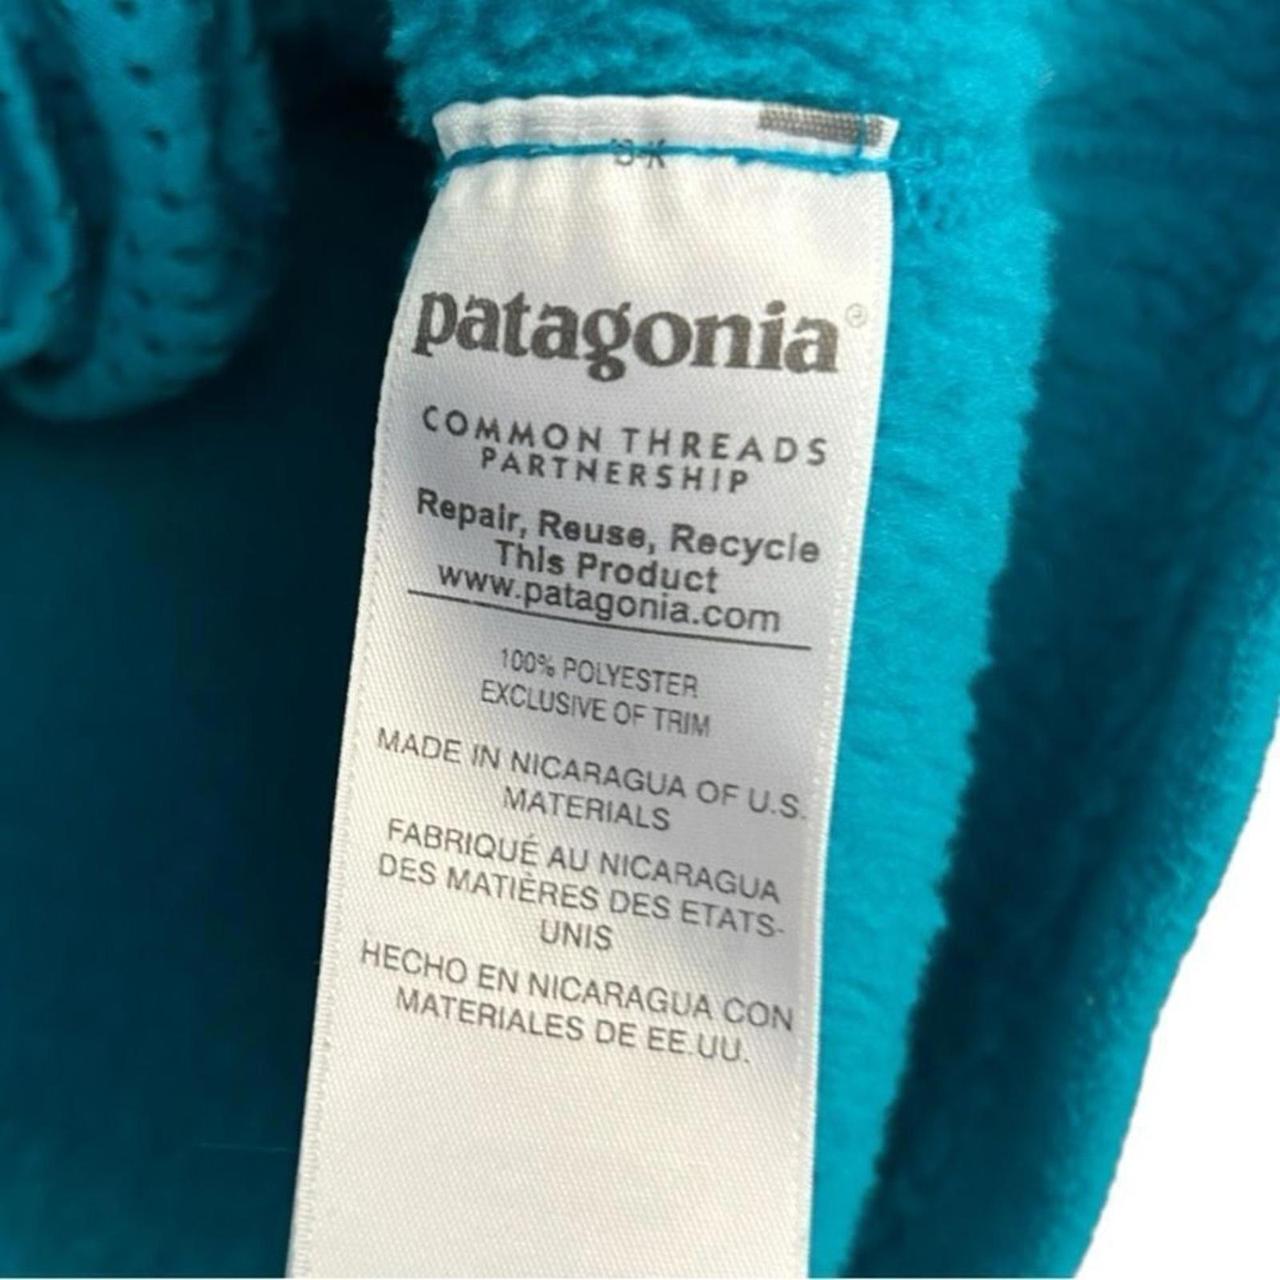 patagonia®
COMMON THREADS
PARTNERSHIP
Repair, Reuse, Recycle
This Product
www.patagonia.com
100% POLYESTER
EXCLUSIVE OF TRIM
MADE IN NICARAGUA OF U.S.
MATERIALS
FABRIQUÉ AU NICARAGUA
DES MATIÈRES DES ETATS-
UNIS
HECHO EN NICARAGUA CON
MATERIALES DE EE.UU.